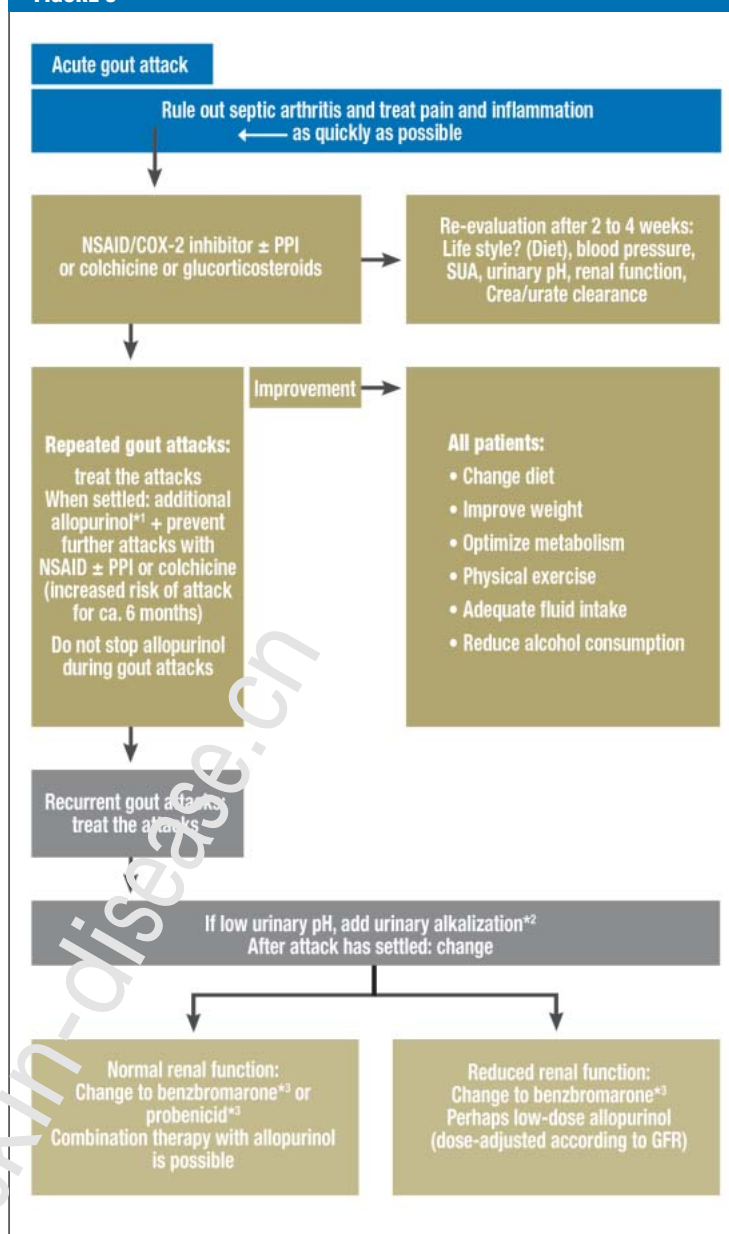 Acute gout attack
Rule out septic arthritis and treat pain and inflammation
as quickly as possible
NSAID/COX-2 inhibitor ± PPI
or colchicine or glucorticosteroids
Re-evaluation after 2 to 4 weeks:
Life style? (Diet), blood pressure,
SUA, urinary pH, renal function,
Crea/urate clearance
Improvement
Repeated gout attacks:
treat the attacks
When settled: additional
allopurinol*1 + prevent
further attacks with
NSAID ± PPI or colchicine
(increased risk of attack
for ca. 6 months)
Do not stop allopurinol
during gout attacks
All patients:
• Change diet
• Improve weight
• Optimize metabolism
• Physical exercise
• Adequate fluid intake
• Reduce alcohol consumption
Recurrent gout attacks:
treat the attacks
If low urinary pH, add urinary alkalization*2
After attack has settled: change
Normal renal function:
Change to benzbromarone*3 or
probenicid*3
Combination therapy with allopurinol
is possible
Reduced renal function:
Change to benzbromarone*3
Perhaps low-dose allopurinol
(dose-adjusted according to GFR)
skin-disease.cn